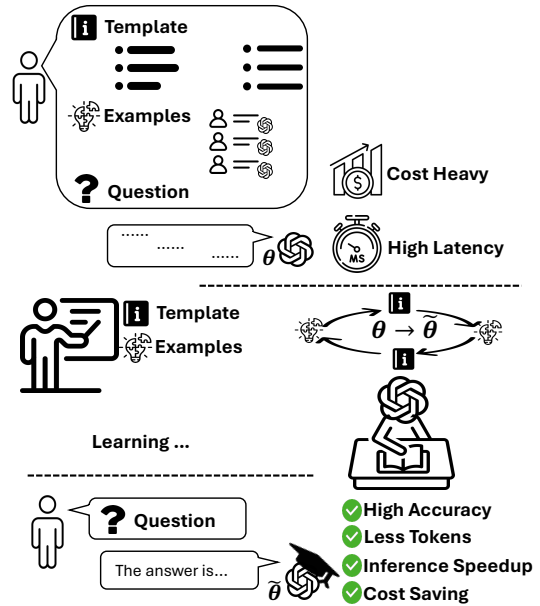 Template
Examples
Question
Cost Heavy
......
......
......
θ
High Latency
MS
$
Template
Examples
θ → θ̃
Learning ...
Question
The answer is...
θ̃
High Accuracy
Less Tokens
Inference Speedup
Cost Saving